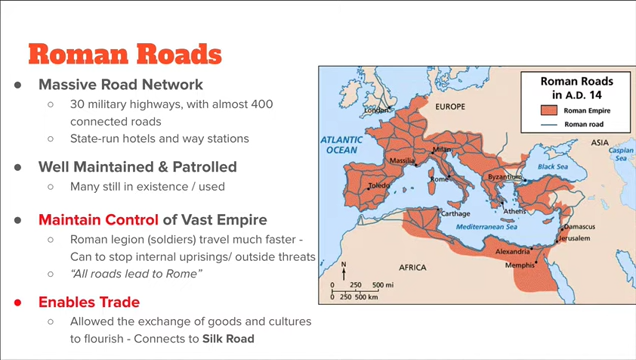 Roman Roads
● Massive Road Network
○ 30 military highways, with almost 400
connected roads
○ State-run hotels and way stations
● Well Maintained & Patrolled
○ Many still in existence / used
● Maintain Control of Vast Empire
○ Roman legion (soldiers) travel much faster -
Can to stop internal uprisings/ outside threats
○ “All roads lead to Rome”
● Enables Trade
○ Allowed the exchange of goods and cultures
to flourish - Connects to Silk Road
Roman Roads
in A.D. 14
Roman Empire
Roman road
London
EUROPE
ATLANTIC
OCEAN
ASIA
Caspian
Sea
Milan
Black Sea
Massilia
Byzantium
Rome
Toledo
Athens
Carthage
Mediterranean Sea
Damascus
Jerusalem
Alexandria
Memphis
AFRICA
N
0 250 500 mi
0 250 500 km